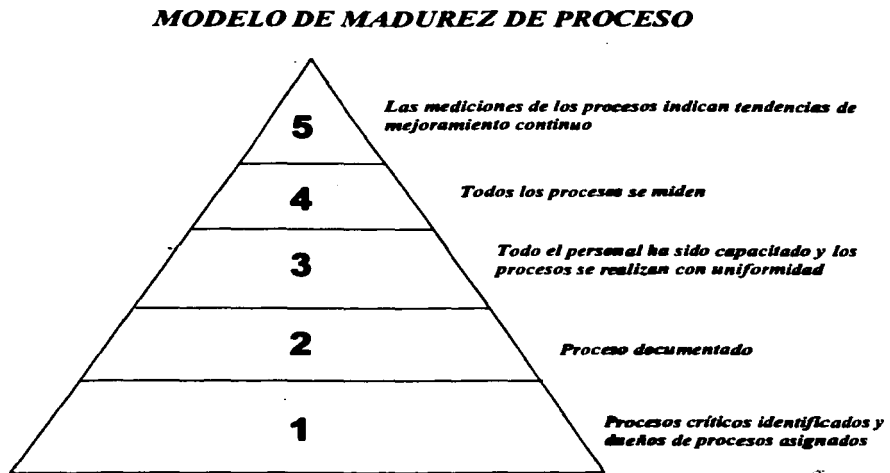 MODELO DE MADUREZ DE PROCESO
5
Las mediciones de los procesos indican tendencias de
mejoramiento continuo
4
Todos los procesos se miden
3
Todo el personal ha sido capacitado y los
procesos se realizan con uniformidad
2
Proceso documentado
1
Procesos críticos identificados y
dueños de procesos asignados